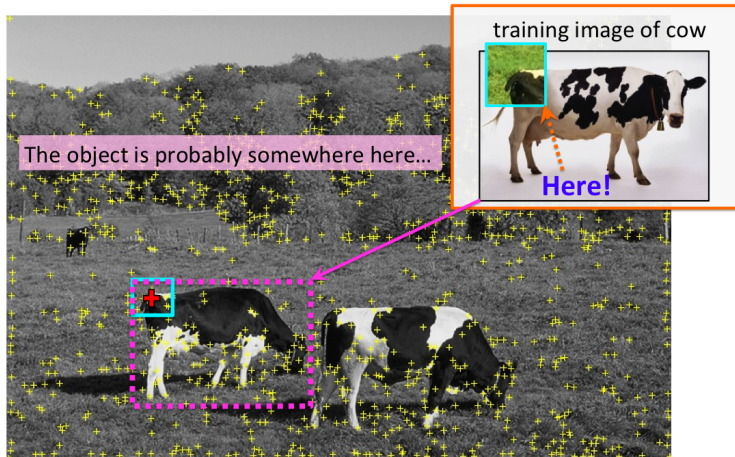 training image of cow
The object is probably somewhere here...
Here!